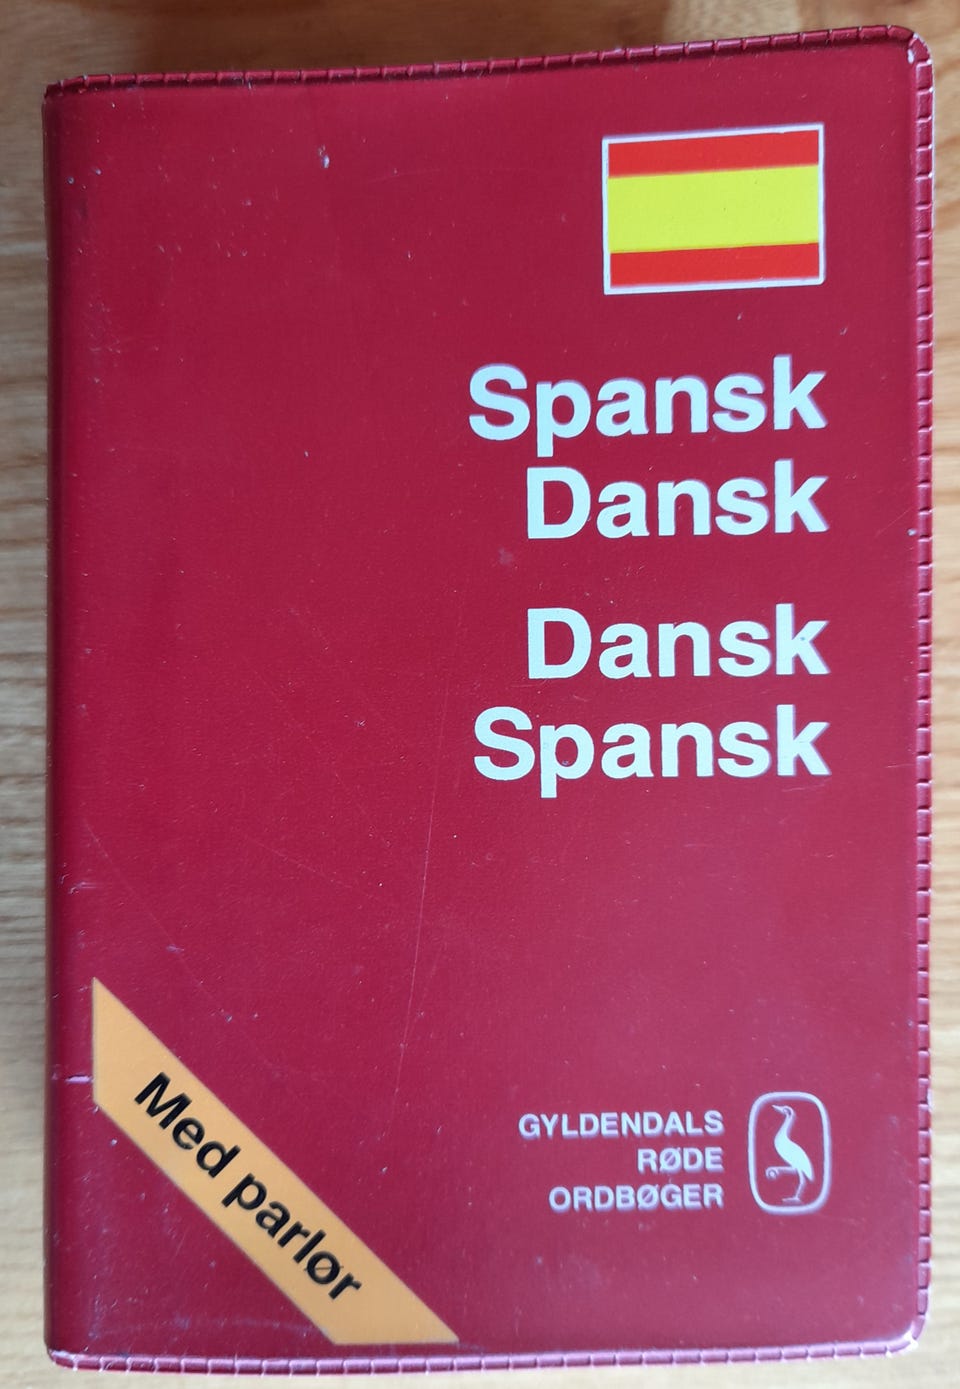 Spansk
Dansk
Dansk
Spansk
Med parlør
GYLDENDALS
RØDE
ORDBØGER